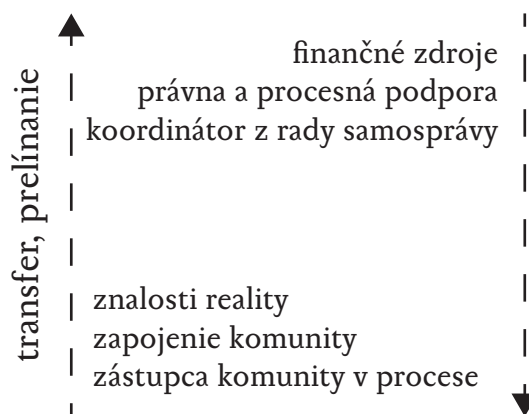 transfer, prelínanie
finančné zdroje
právna a procesná podpora
koordinátor z rady samosprávy
znalosti reality
zapojenie komunity
zástupca komunity v procese